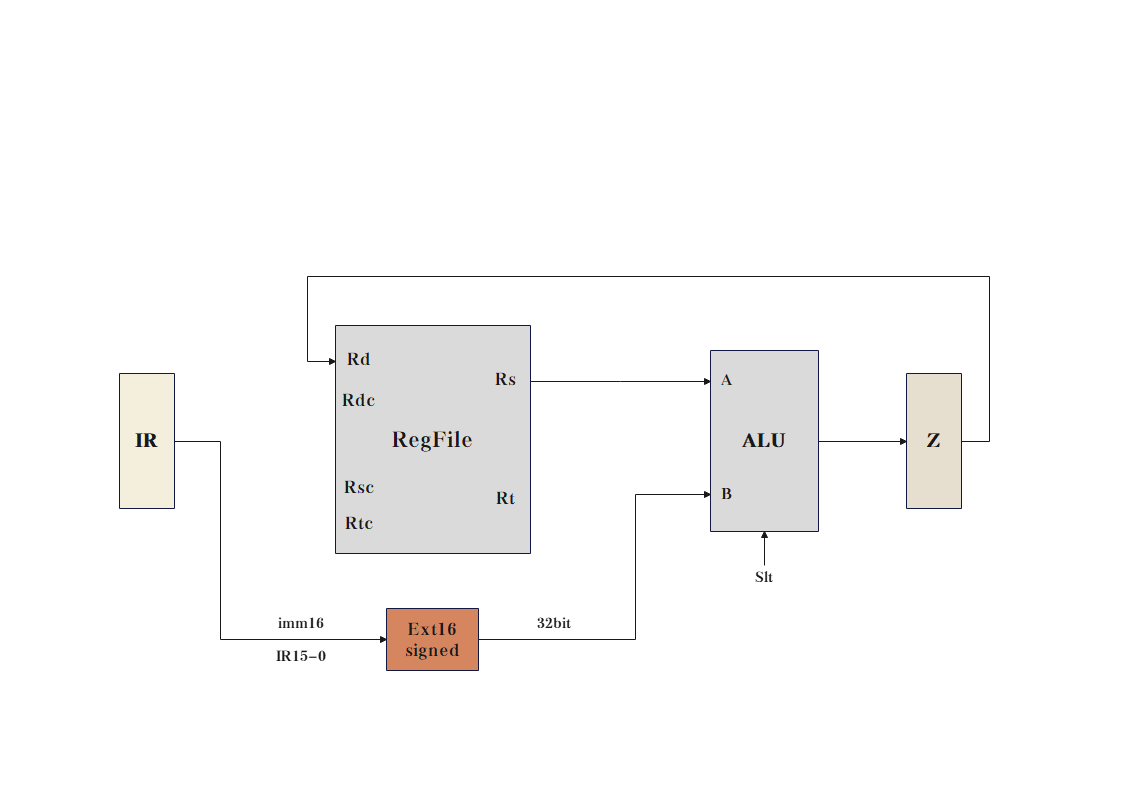 Rd
Rs
A
Rdc
IR
RegFile
ALU
Z
Rsc
Rt
B
Rtc
Slt
imm16
Ext16
signed
32bit
IR15-0